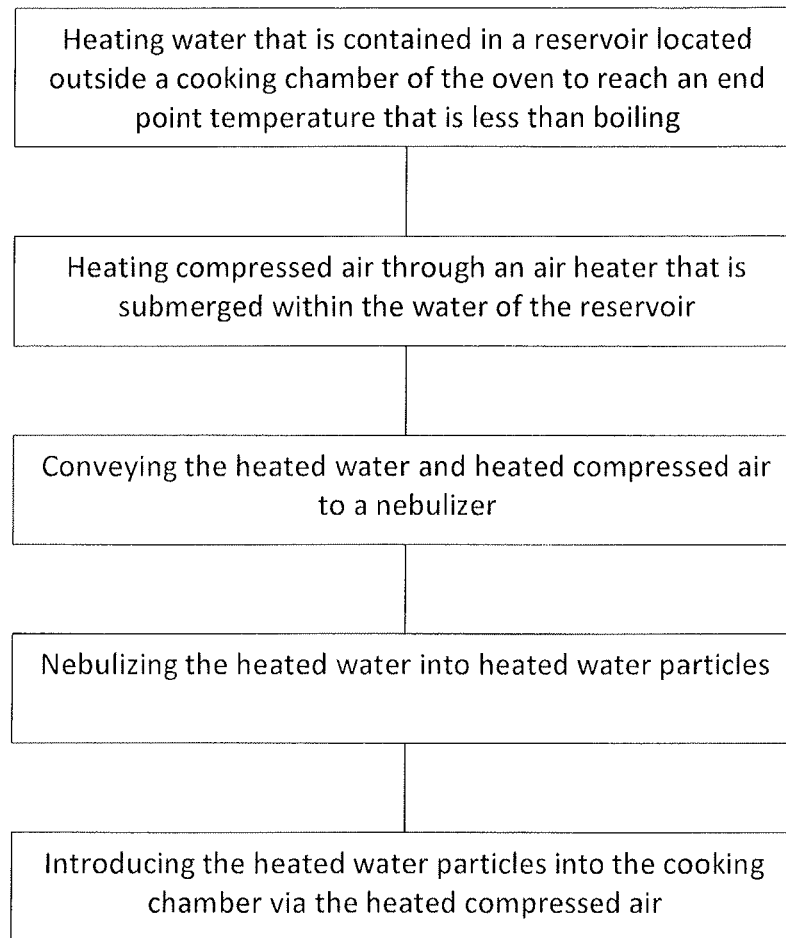 Heating water that is contained in a reservoir located
outside a cooking chamber of the oven to reach an end
point temperature that is less than boiling
Heating compressed air through an air heater that is
submerged within the water of the reservoir
Conveying the heated water and heated compressed air
to a nebulizer
Nebulizing the heated water into heated water particles
Introducing the heated water particles into the cooking
chamber via the heated compressed air